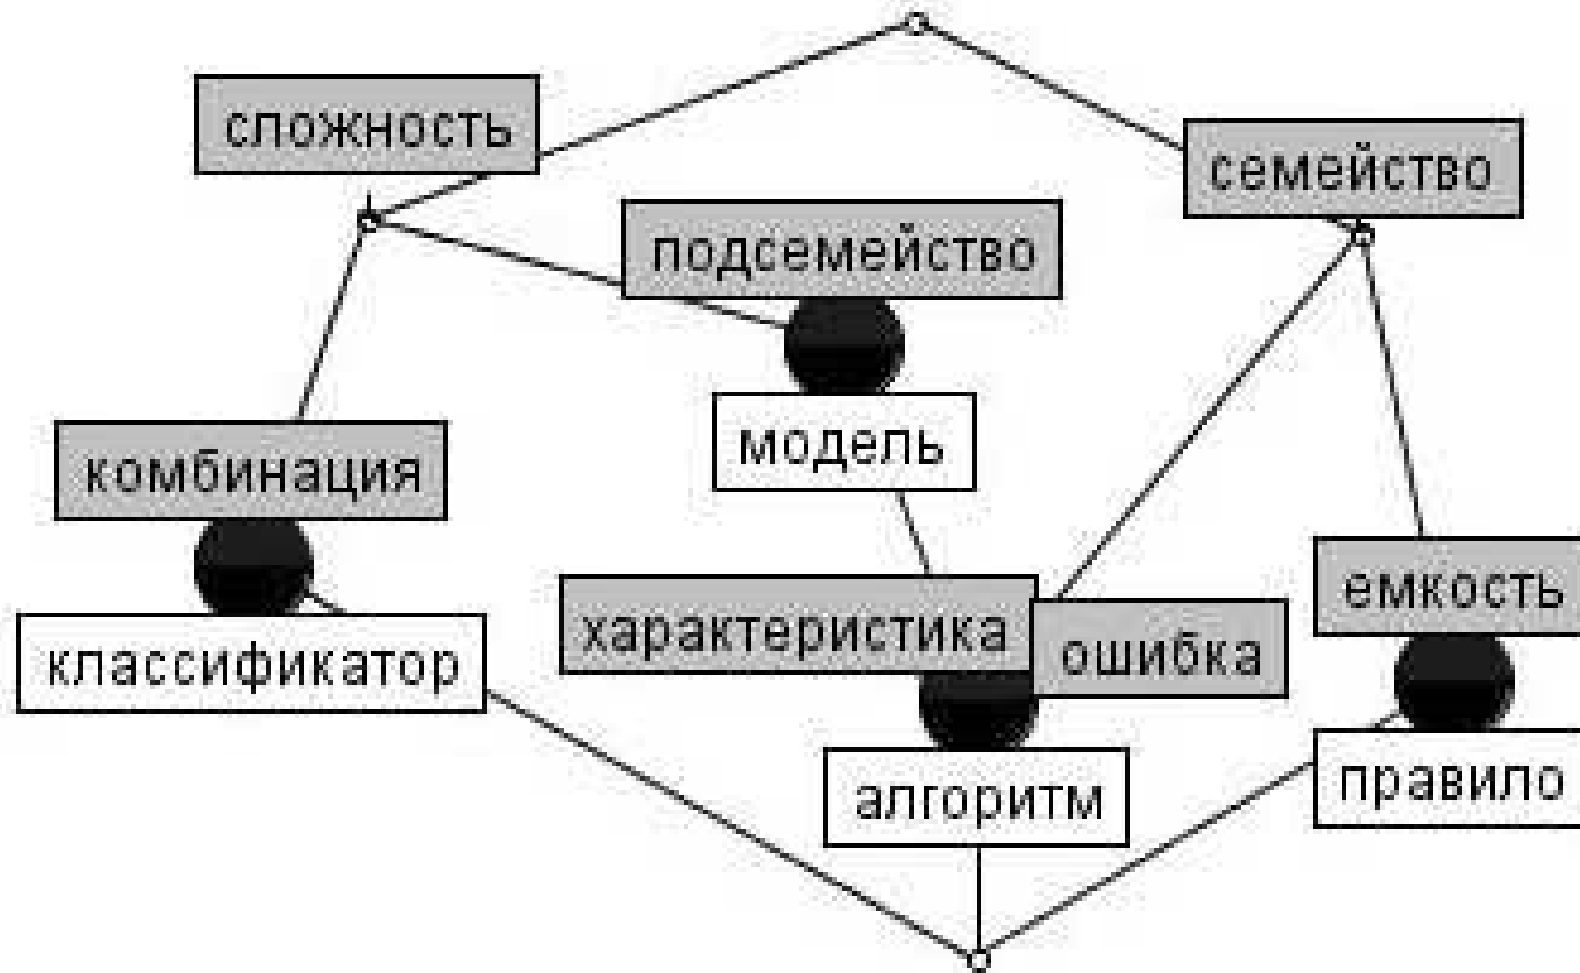 сложность
семейство
подсемейство
модель
комбинация
классификатор
характеристика
ошибка
емкость
алгоритм
правило